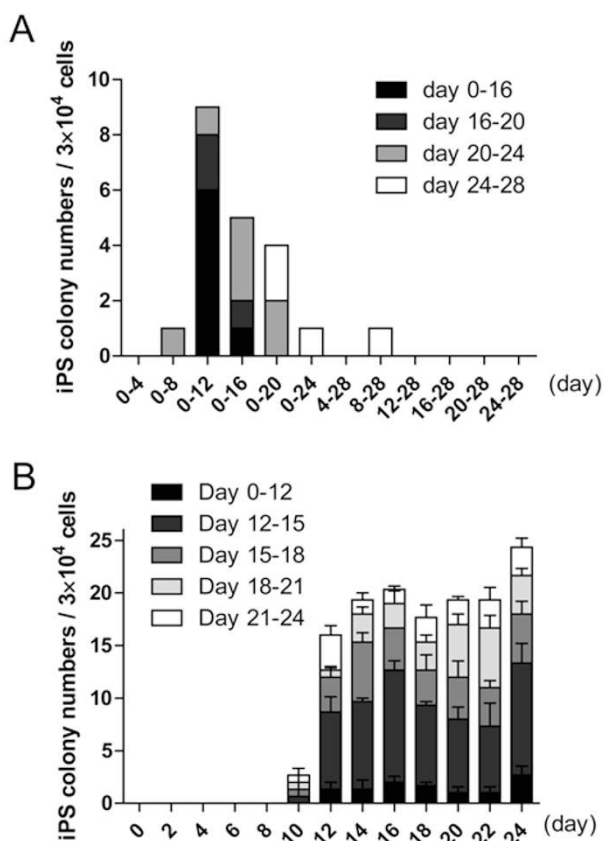 A
iPS colony numbers / 3×10⁴ cells
10
8
6
4
2
0
day 0-16
day 16-20
day 20-24
day 24-28
0-4
0-8
0-12
0-16
0-20
0-24
4-28
8-28
12-28
16-28
20-28
24-28
(day)
B
iPS colony numbers / 3×10⁴ cells
25
20
15
10
5
0
Day 0-12
Day 12-15
Day 15-18
Day 18-21
Day 21-24
0
2
4
6
8
10
12
14
16
18
20
22
24
(day)